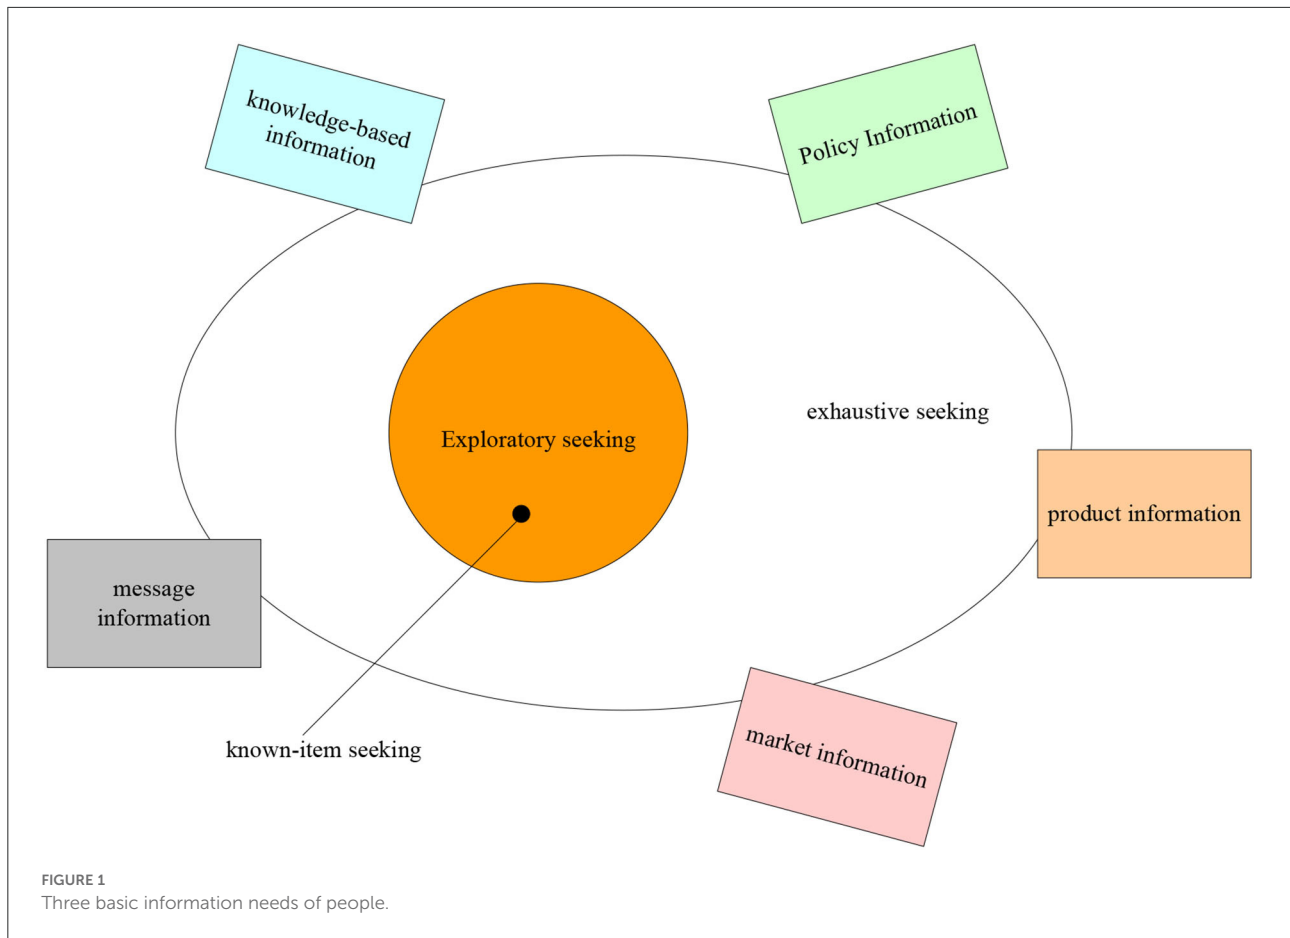 knowledge-based
information
Policy Information
exhaustive seeking
Exploratory seeking
product information
message
information
known-item seeking
market information
FIGURE 1
Three basic information needs of people.